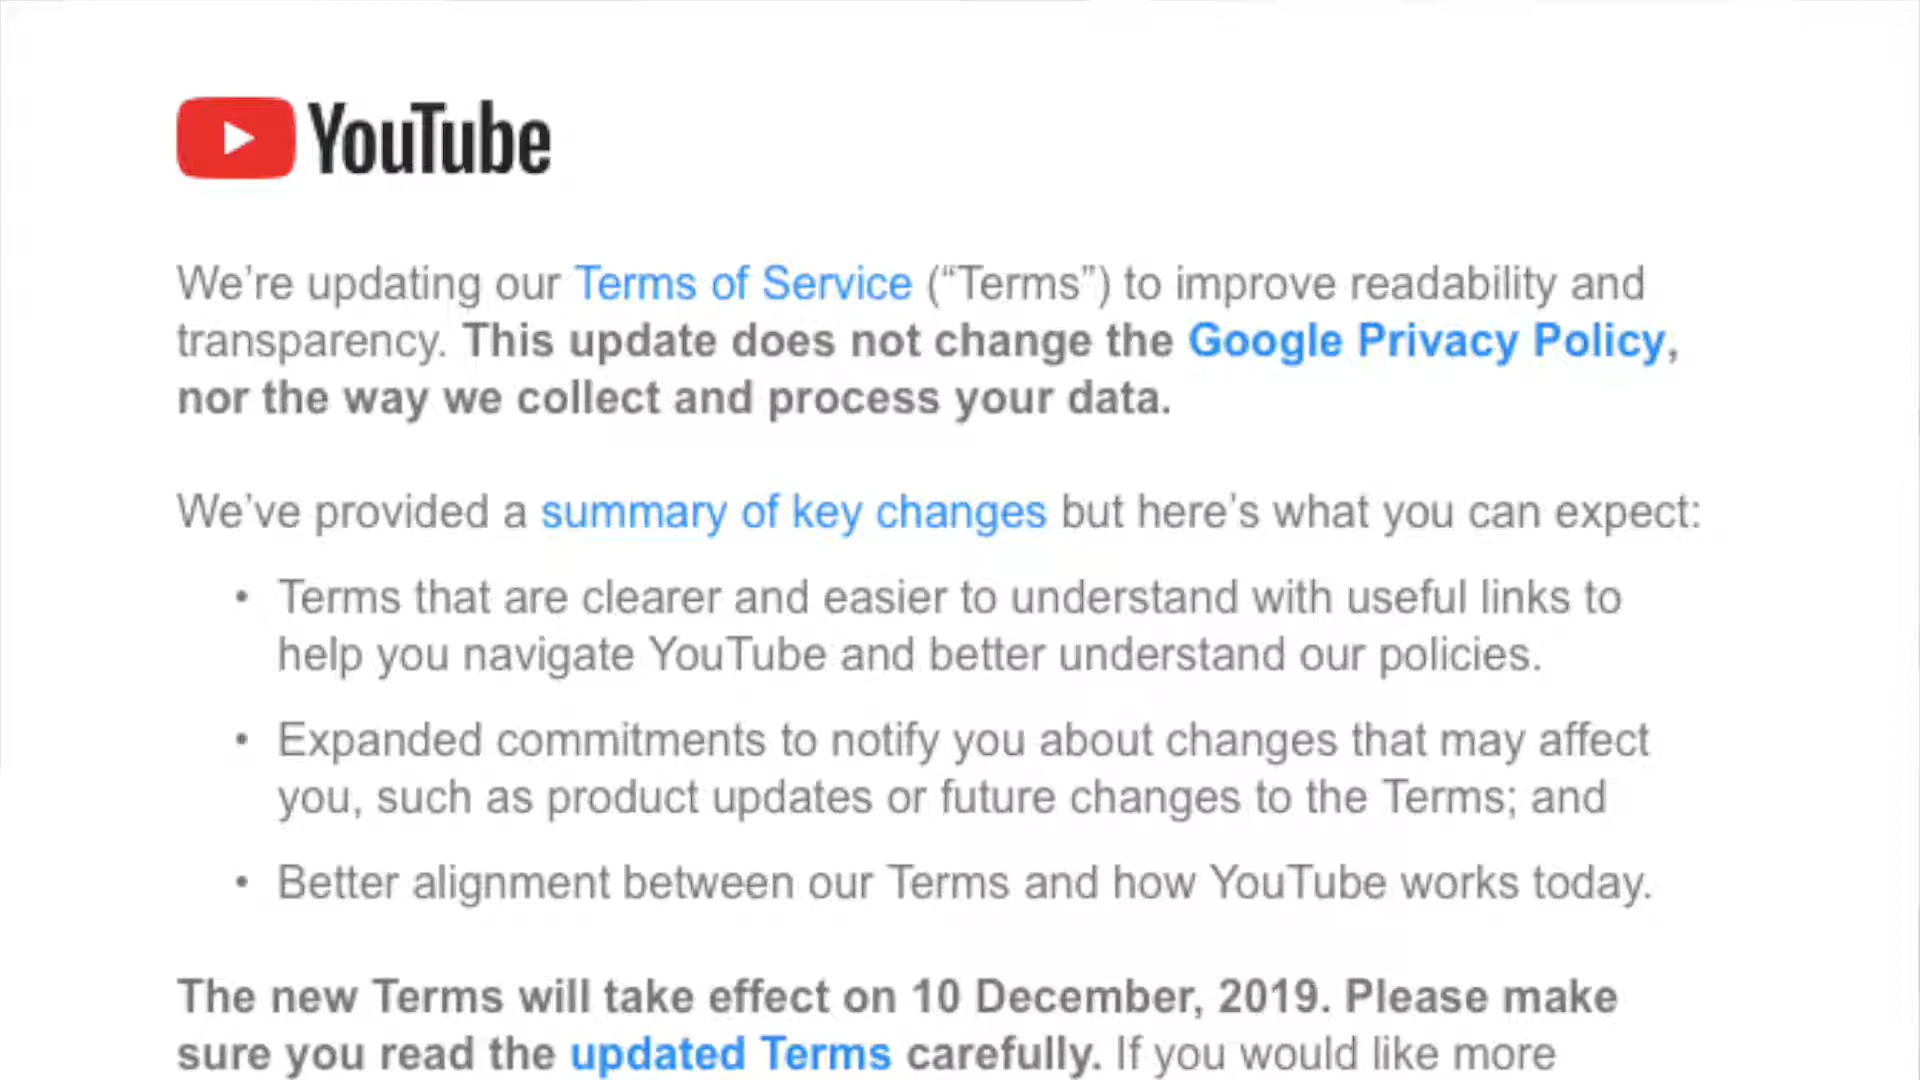 YouTube
We’re updating our Terms of Service (“Terms”) to improve readability and
transparency. This update does not change the Google Privacy Policy,
nor the way we collect and process your data.
We’ve provided a summary of key changes but here’s what you can expect:
• Terms that are clearer and easier to understand with useful links to
help you navigate YouTube and better understand our policies.
• Expanded commitments to notify you about changes that may affect
you, such as product updates or future changes to the Terms; and
• Better alignment between our Terms and how YouTube works today.
The new Terms will take effect on 10 December, 2019. Please make
sure you read the updated Terms carefully. If you would like more